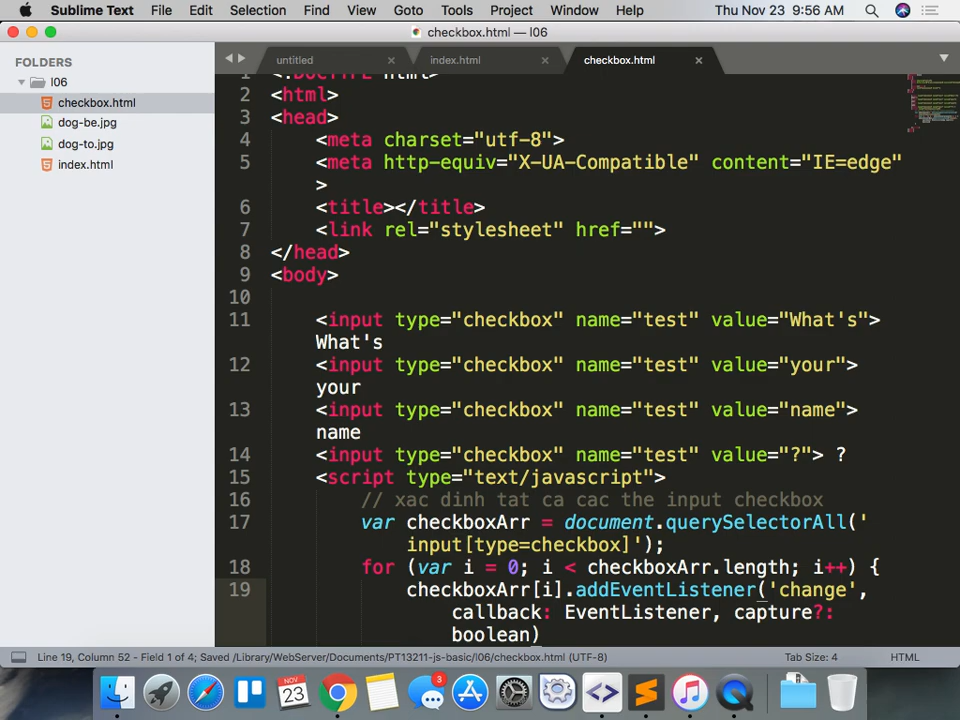 Sublime Text File Edit Selection Find View Goto Tools Project Window Help Thu Nov 23 9:56 AM
checkbox.html — l06
FOLDERS
l06
checkbox.html
dog-be.jpg
dog-to.jpg
index.html
untitled × index.html × checkbox.html ×
1 <!DOCTYPE html>
2 <html>
3 <head>
4 <meta charset="utf-8">
5 <meta http-equiv="X-UA-Compatible" content="IE=edge"
>
6 <title></title>
7 <link rel="stylesheet" href="">
8 </head>
9 <body>
10
11 <input type="checkbox" name="test" value="What's">
What's
12 <input type="checkbox" name="test" value="your">
your
13 <input type="checkbox" name="test" value="name">
name
14 <input type="checkbox" name="test" value="?"> ?
15 <script type="text/javascript">
16 // xac dinh tat ca cac the input checkbox
17 var checkboxArr = document.querySelectorAll('
input[type=checkbox]');
18 for (var i = 0; i < checkboxArr.length; i++) {
19 checkboxArr[i].addEventListener('change',
callback: EventListener, capture?:
boolean)
Line 19, Column 52 - Field 1 of 4; Saved /Library/WebServer/Documents/PT13211-js-basic/l06/checkbox.html (UTF-8) Tab Size: 4 HTML
NOV
23
3